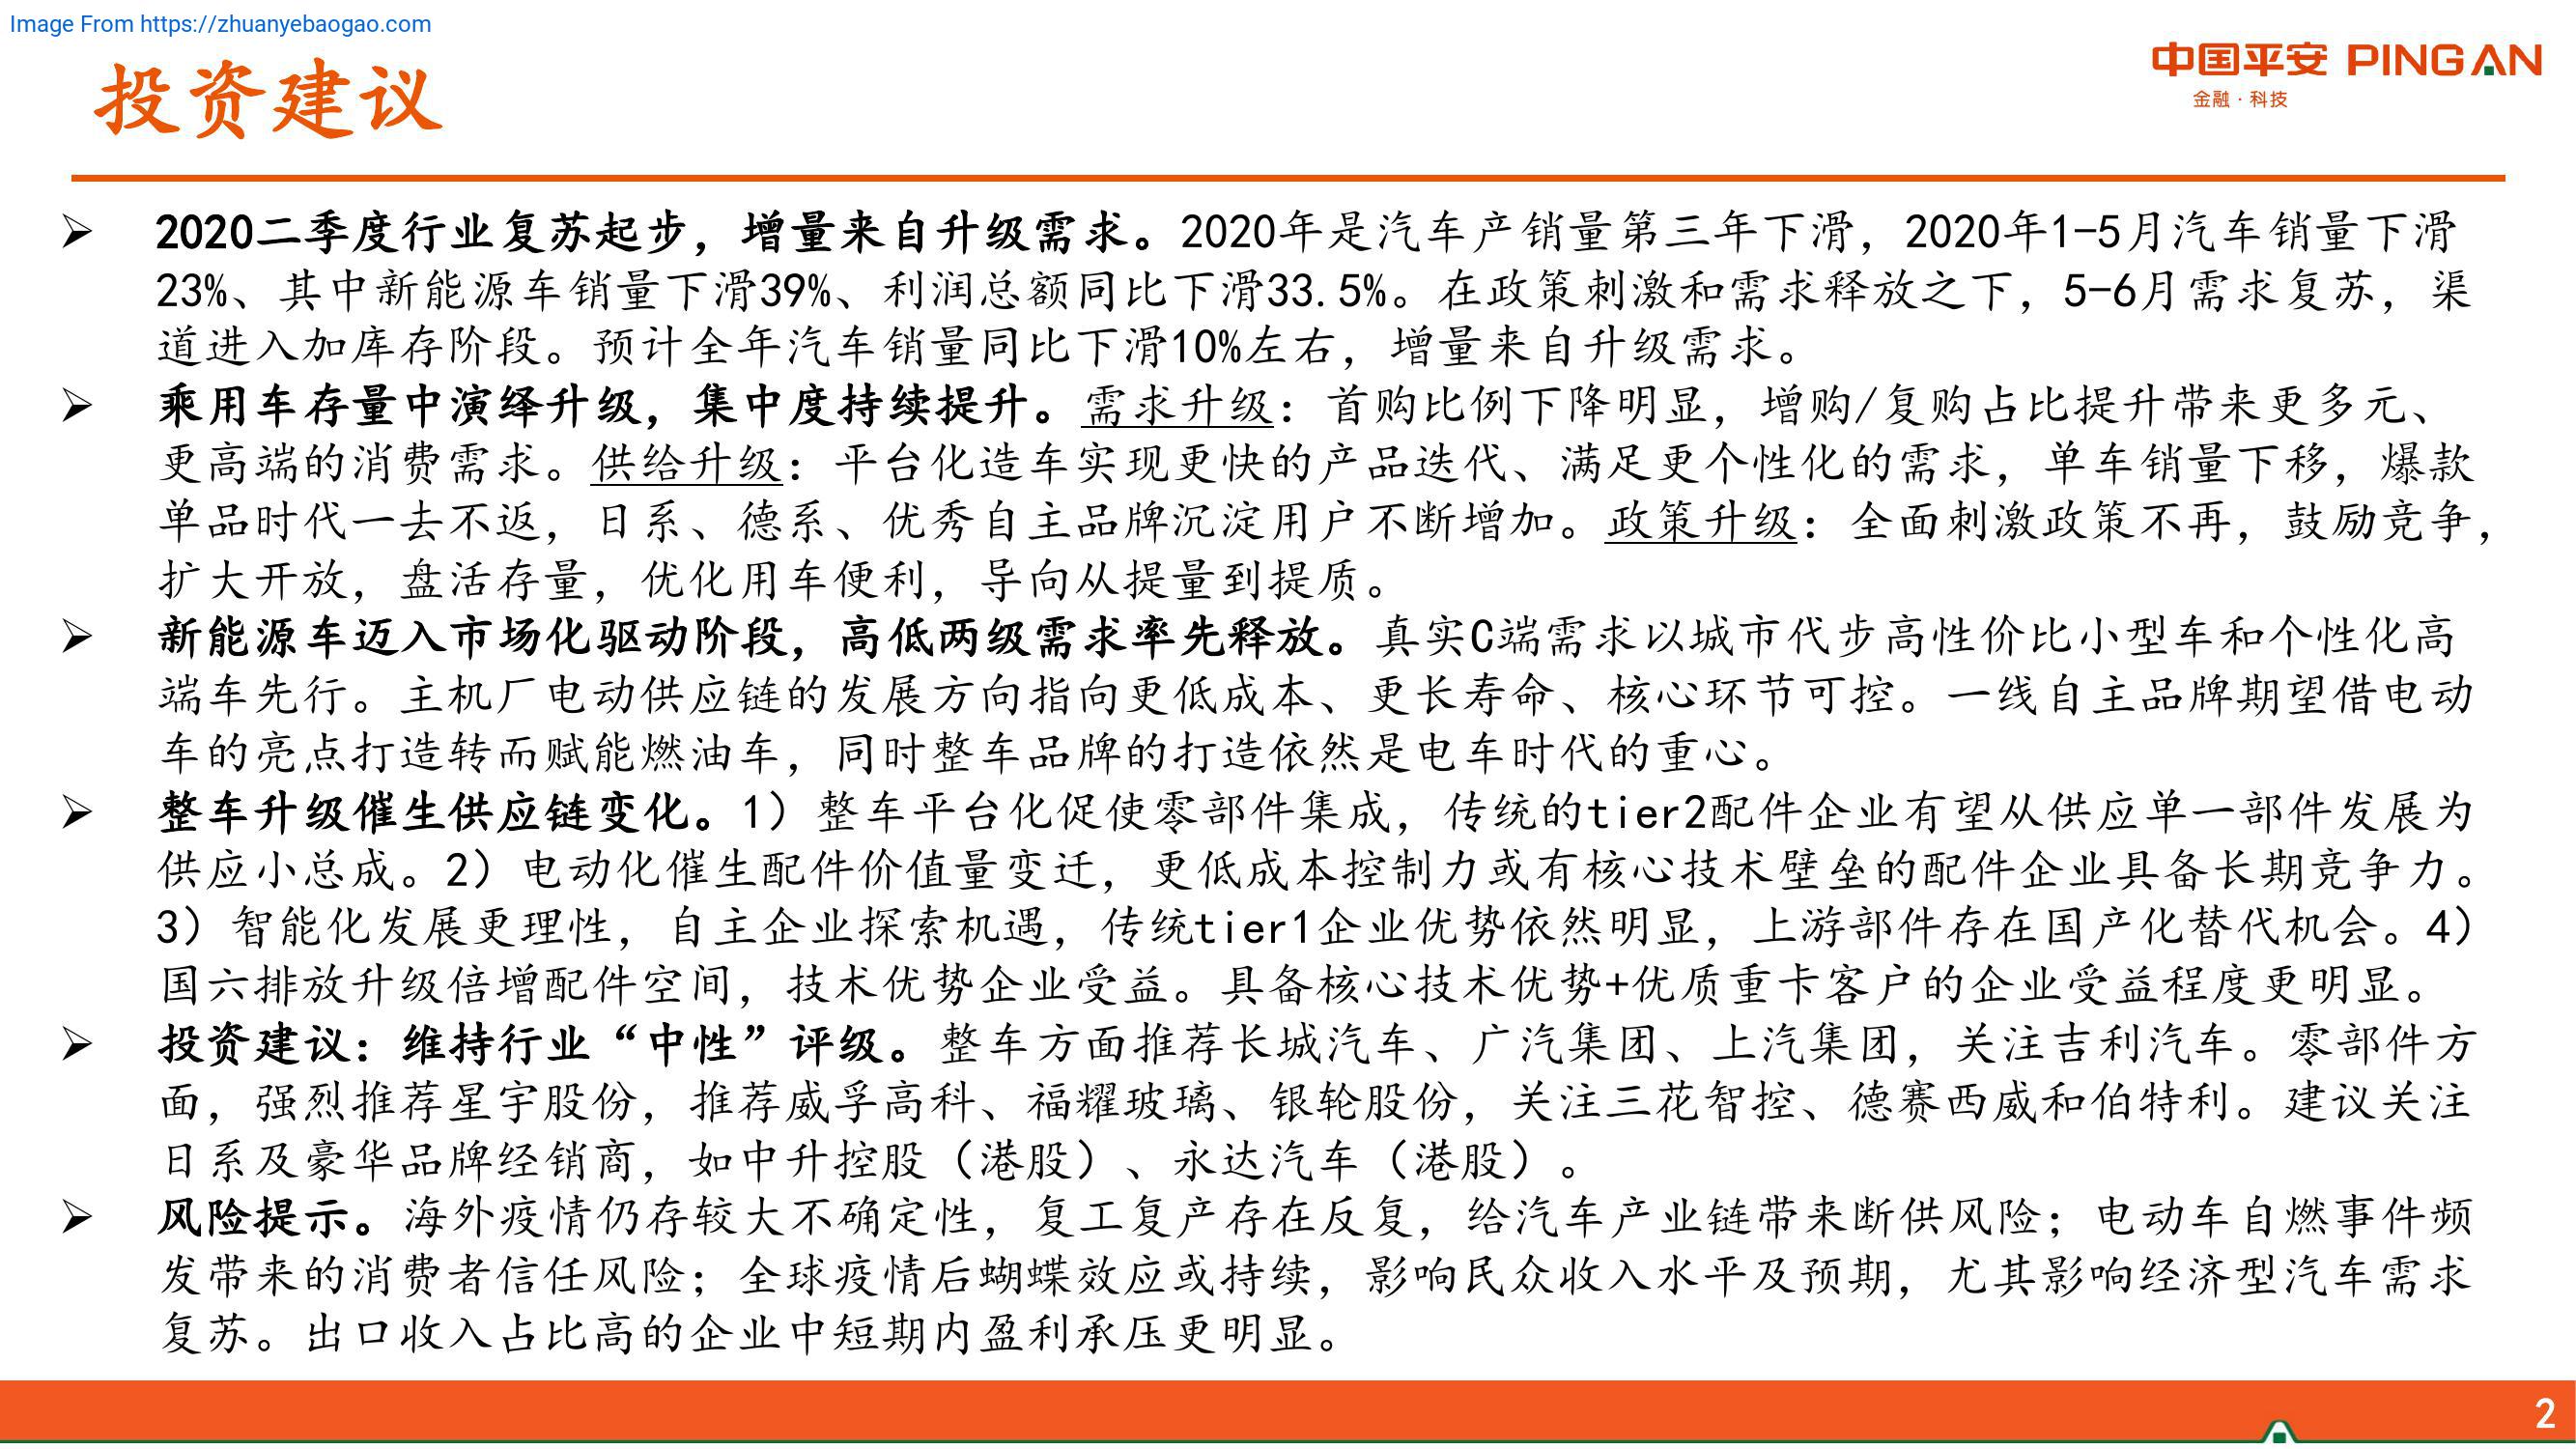 Image From https://zhuanyebaogao.com
中国平安 PING AN
金融·科技
投资建议
➢ 2020二季度行业复苏起步，增量来自升级需求。2020年是汽车产销量第三年下滑，2020年1-5月汽车销量下滑
23%、其中新能源车销量下滑39%、利润总额同比下滑33.5%。在政策刺激和需求释放之下，5-6月需求复苏，渠
道进入加库存阶段。预计全年汽车销量同比下滑10%左右，增量来自升级需求。
➢ 乘用车存量中演绎升级，集中度持续提升。需求升级：首购比例下降明显，增购/复购占比提升带来更多元、
更高端的消费需求。供给升级：平台化造车实现更快的产品迭代、满足更个性化的需求，单车销量下移，爆款
单品时代一去不返，日系、德系、优秀自主品牌沉淀用户不断增加。政策升级：全面刺激政策不再，鼓励竞争，
扩大开放，盘活存量，优化用车便利，导向从提量到提质。
➢ 新能源车迈入市场化驱动阶段，高低两级需求率先释放。真实C端需求以城市代步高性价比小型车和个性化高
端车先行。主机厂电动供应链的发展方向指向更低成本、更长寿命、核心环节可控。一线自主品牌期望借电动
车的亮点打造转而赋能燃油车，同时整车品牌的打造依然是电车时代的重心。
➢ 整车升级催生供应链变化。1）整车平台化促使零部件集成，传统的tier2配件企业有望从供应单一部件发展为
供应小总成。2）电动化催生配件价值量变迁，更低成本控制力或有核心技术壁垒的配件企业具备长期竞争力。
3）智能化发展更理性，自主企业探索机遇，传统tier1企业优势依然明显，上游部件存在国产化替代机会。4）
国六排放升级倍增配件空间，技术优势企业受益。具备核心技术优势+优质重卡客户的企业受益程度更明显。
➢ 投资建议：维持行业“中性”评级。整车方面推荐长城汽车、广汽集团、上汽集团，关注吉利汽车。零部件方
面，强烈推荐星宇股份，推荐威孚高科、福耀玻璃、银轮股份，关注三花智控、德赛西威和伯特利。建议关注
日系及豪华品牌经销商，如中升控股（港股）、永达汽车（港股）。
➢ 风险提示。海外疫情仍存较大不确定性，复工复产存在反复，给汽车产业链带来断供风险；电动车自燃事件频
发带来的消费者信任风险；全球疫情后蝴蝶效应或持续，影响民众收入水平及预期，尤其影响经济型汽车需求
复苏。出口收入占比高的企业中短期内盈利承压更明显。
2